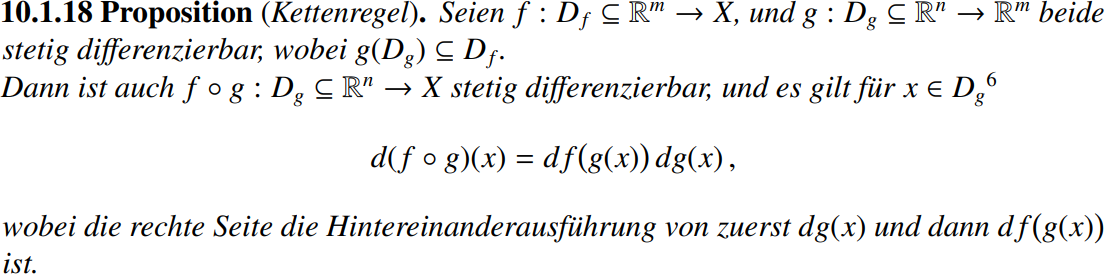 10.1.18 Proposition (Kettenregel). Seien f : D_f ⊆ ℝ^m → X, und g : D_g ⊆ ℝ^n → ℝ^m beide
stetig differenzierbar, wobei g(D_g) ⊆ D_f.
Dann ist auch f ∘ g : D_g ⊆ ℝ^n → X stetig differenzierbar, und es gilt für x ∈ D_g^6
d(f ∘ g)(x) = df(g(x)) dg(x) ,
wobei die rechte Seite die Hintereinanderausführung von zuerst dg(x) und dann df(g(x))
ist.